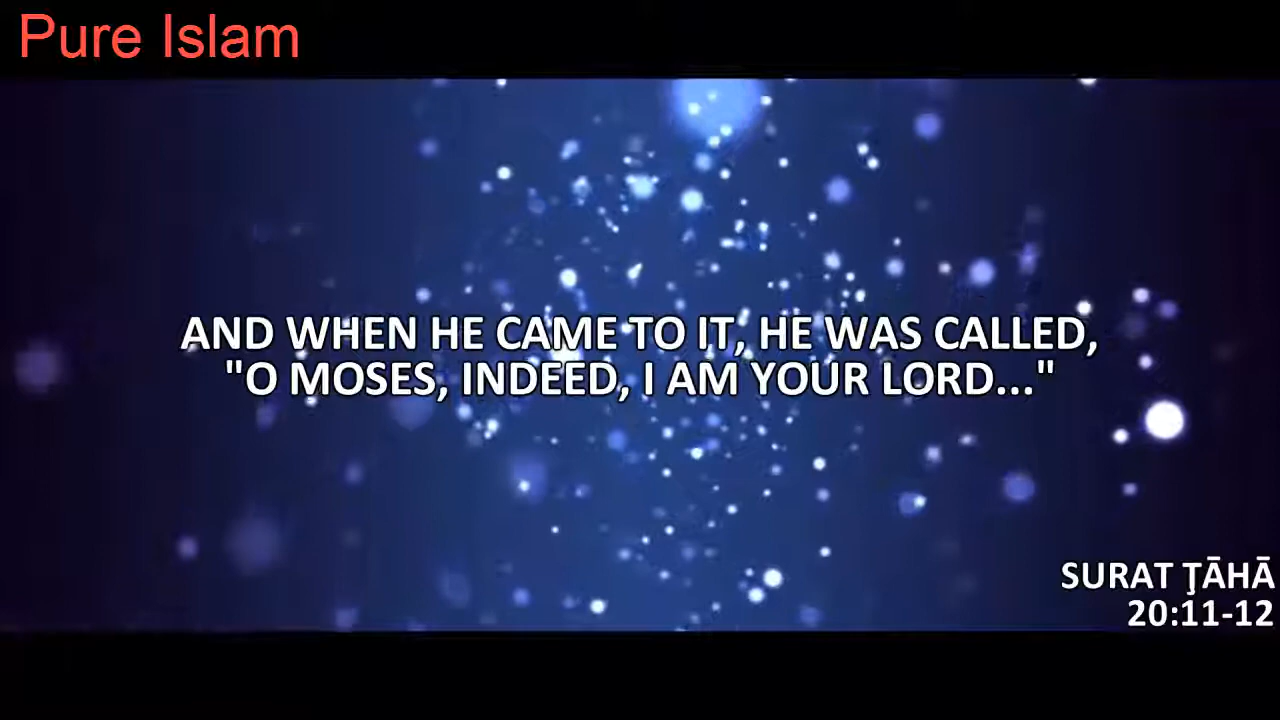 Pure Islam
AND WHEN HE CAME TO IT, HE WAS CALLED,
"O MOSES, INDEED, I AM YOUR LORD..."
SURAT ŢĀHĀ
20:11-12